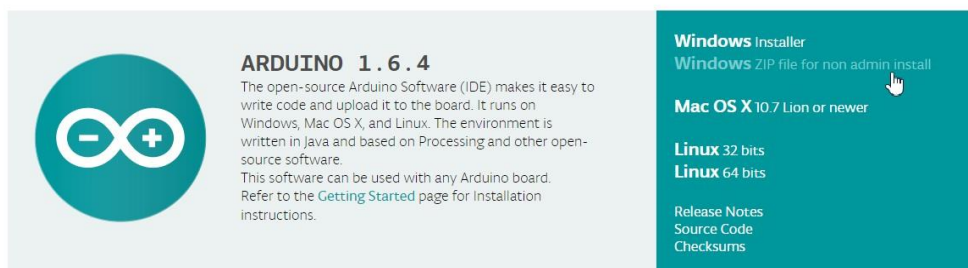 ARDUINO 1.6.4
The open-source Arduino Software (IDE) makes it easy to
write code and upload it to the board. It runs on
Windows, Mac OS X, and Linux. The environment is
written in Java and based on Processing and other open-
source software.
This software can be used with any Arduino board.
Refer to the Getting Started page for Installation
instructions.
Windows Installer
Windows ZIP file for non admin install
Mac OS X 10.7 Lion or newer
Linux 32 bits
Linux 64 bits
Release Notes
Source Code
Checksums